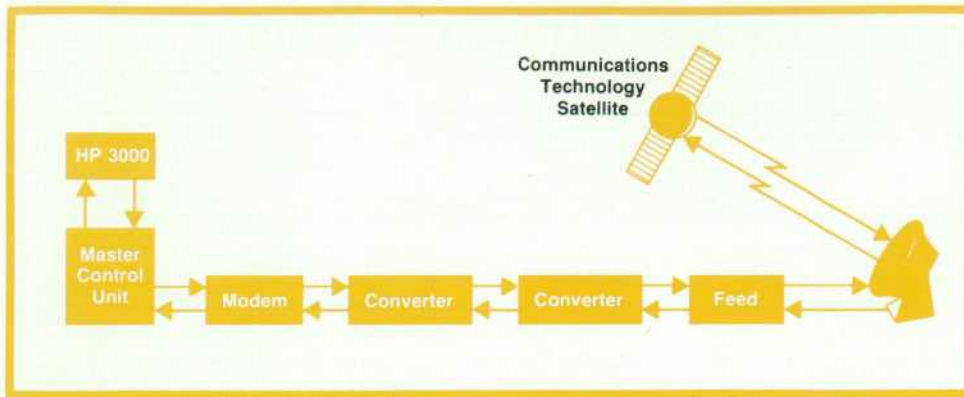 Communications
Technology
Satellite
HP 3000
Master
Control
Unit
Modem
Converter
Converter
Feed